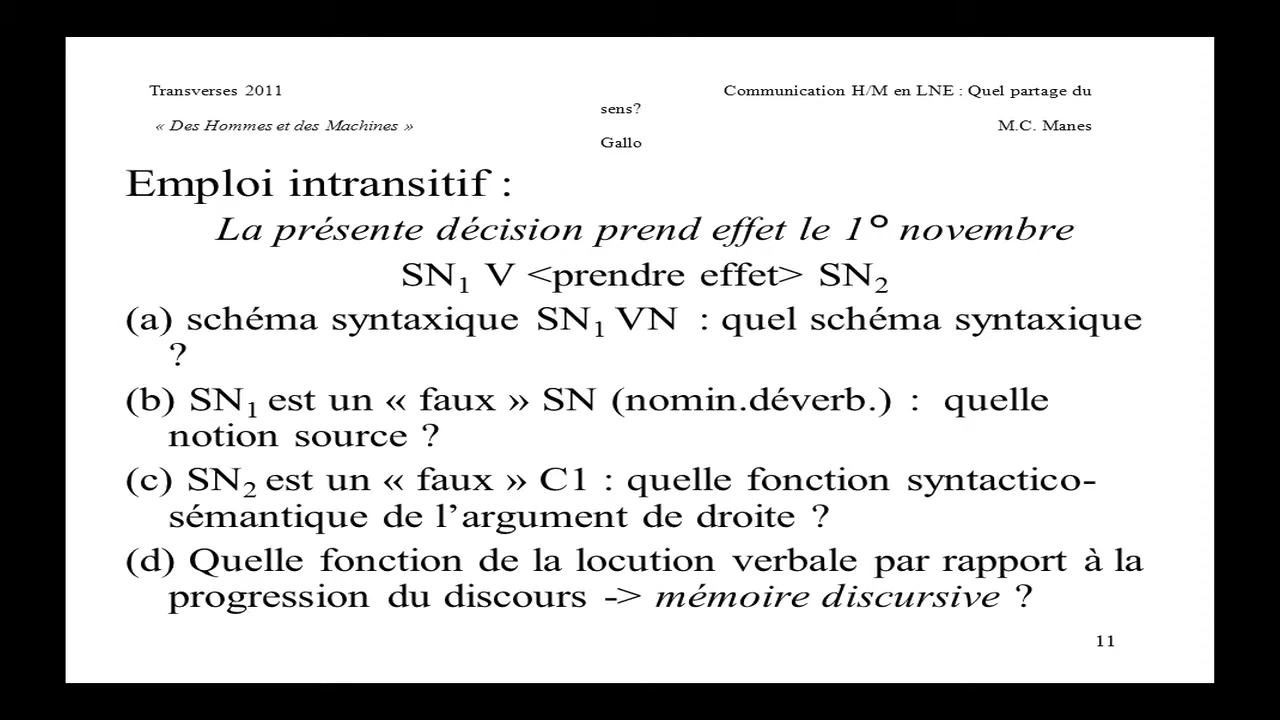 Transverses 2011 Communication H/M en LNE : Quel partage du
sens?
« Des Hommes et des Machines » M.C. Manes
Gallo
Emploi intransitif :
La présente décision prend effet le 1° novembre
SN1 V <prendre effet> SN2
(a) schéma syntaxique SN1 VN : quel schéma syntaxique
?
(b) SN1 est un « faux » SN (nomin.déverb.) : quelle
notion source ?
(c) SN2 est un « faux » C1 : quelle fonction syntactico-
sémantique de l’argument de droite ?
(d) Quelle fonction de la locution verbale par rapport à la
progression du discours -> mémoire discursive ?
11